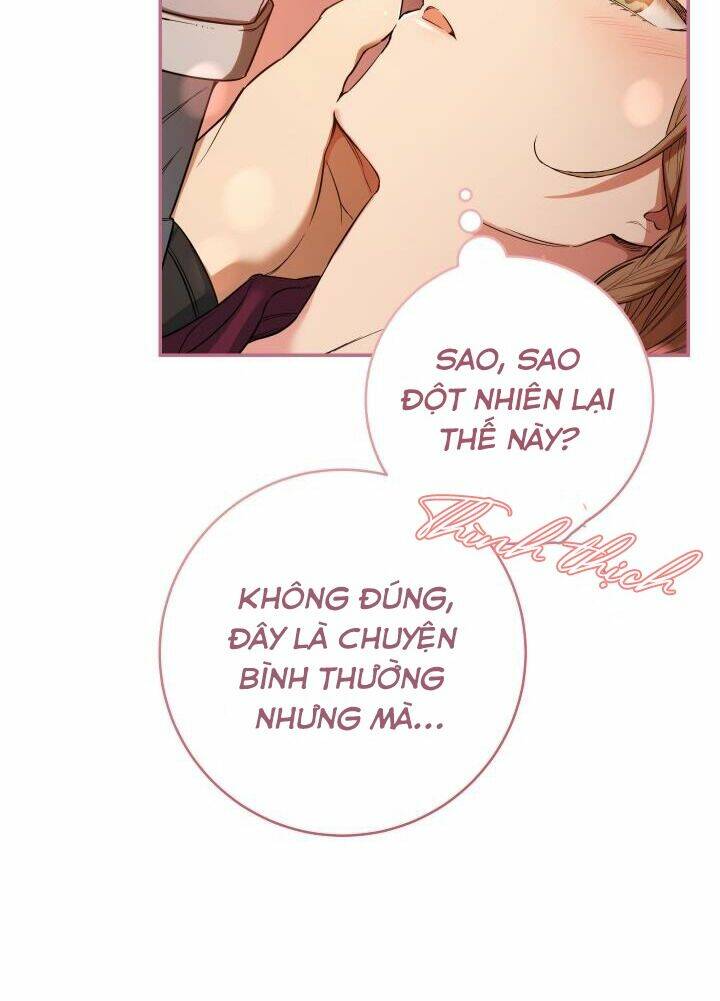 SAO, SAO
ĐỘT NHIÊN LẠI
THẾ NÀY?
Thình thịch
KHÔNG ĐÚNG,
ĐÂY LÀ CHUYỆN
BÌNH THƯỜNG
NHƯNG MÀ...